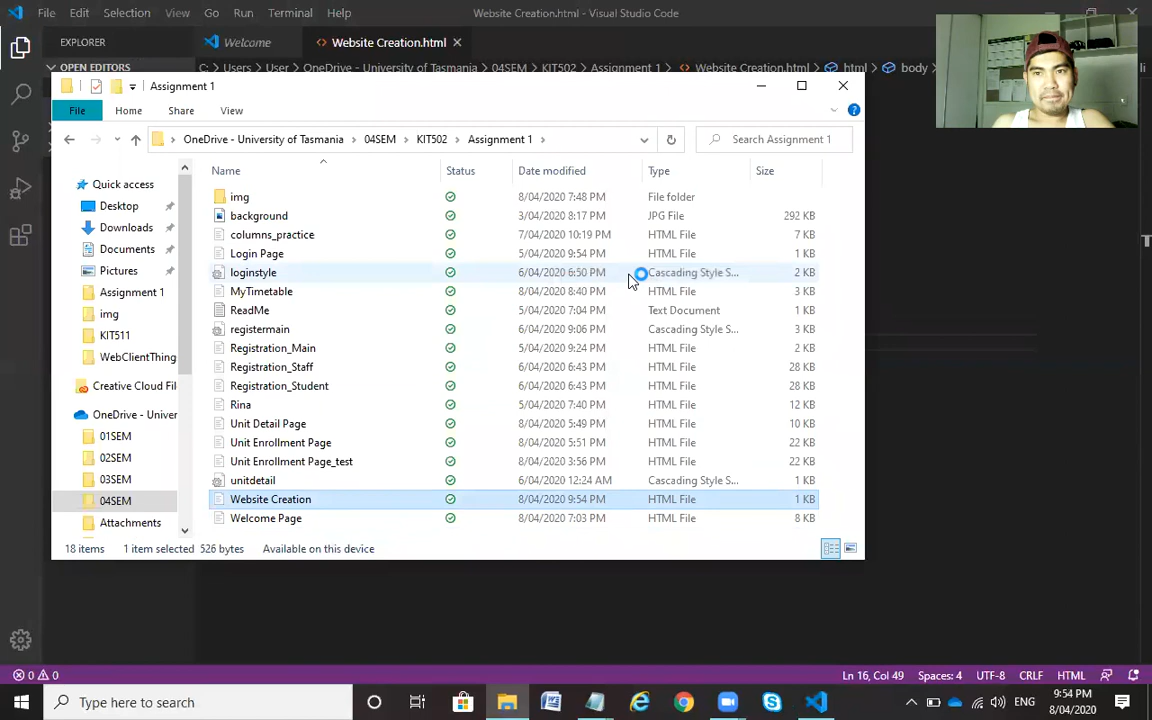 File Edit Selection View Go Run Terminal Help
Website Creation.html - Visual Studio Code
EXPLORER
Welcome
Website Creation.html
OPEN EDITORS
C: > Users > User > OneDrive - University of Tasmania > 04SEM > KIT502 > Assignment 1 > Website Creation.html > html > body > li
Assignment 1
File Home Share View
OneDrive - University of Tasmania > 04SEM > KIT502 > Assignment 1 >
Search Assignment 1
Name Status Date modified Type Size
Quick access
Desktop
Downloads
Documents
Pictures
Assignment 1
img
KIT511
WebClientThing
Creative Cloud Fil
OneDrive - Univer
01SEM
02SEM
03SEM
04SEM
Attachments
img 8/04/2020 7:48 PM File folder
background 3/04/2020 8:17 PM JPG File 292 KB
columns_practice 7/04/2020 10:19 PM HTML File 7 KB
Login Page 5/04/2020 9:54 PM HTML File 1 KB
loginstyle 6/04/2020 6:50 PM Cascading Style S... 2 KB
MyTimetable 8/04/2020 8:40 PM HTML File 3 KB
ReadMe 5/04/2020 7:04 PM Text Document 1 KB
registermain 6/04/2020 9:06 PM Cascading Style S... 3 KB
Registration_Main 5/04/2020 9:24 PM HTML File 2 KB
Registration_Staff 6/04/2020 6:43 PM HTML File 28 KB
Registration_Student 6/04/2020 6:43 PM HTML File 28 KB
Rina 5/04/2020 7:40 PM HTML File 12 KB
Unit Detail Page 8/04/2020 5:49 PM HTML File 10 KB
Unit Enrollment Page 8/04/2020 5:51 PM HTML File 22 KB
Unit Enrollment Page_test 8/04/2020 3:56 PM HTML File 22 KB
unitdetail 6/04/2020 12:24 AM Cascading Style S... 2 KB
Website Creation 8/04/2020 9:54 PM HTML File 1 KB
Welcome Page 8/04/2020 7:03 PM HTML File 8 KB
18 items 1 item selected 526 bytes Available on this device
0 0
Ln 16, Col 49 Spaces: 4 UTF-8 CRLF HTML
Type here to search
ENG
9:54 PM
8/04/2020